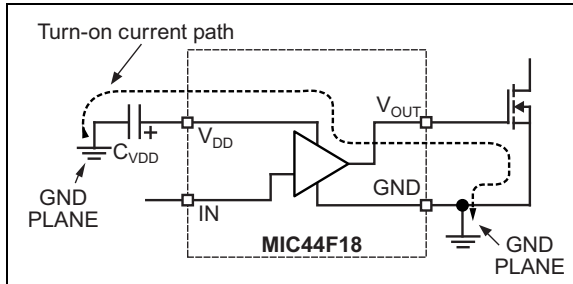 Turn-on current path
V_OUT
V_DD
C_VDD
+
GND
PLANE
GND
IN
MIC44F18
GND
PLANE